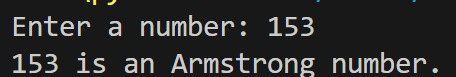 Enter a number: 153
153 is an Armstrong number.